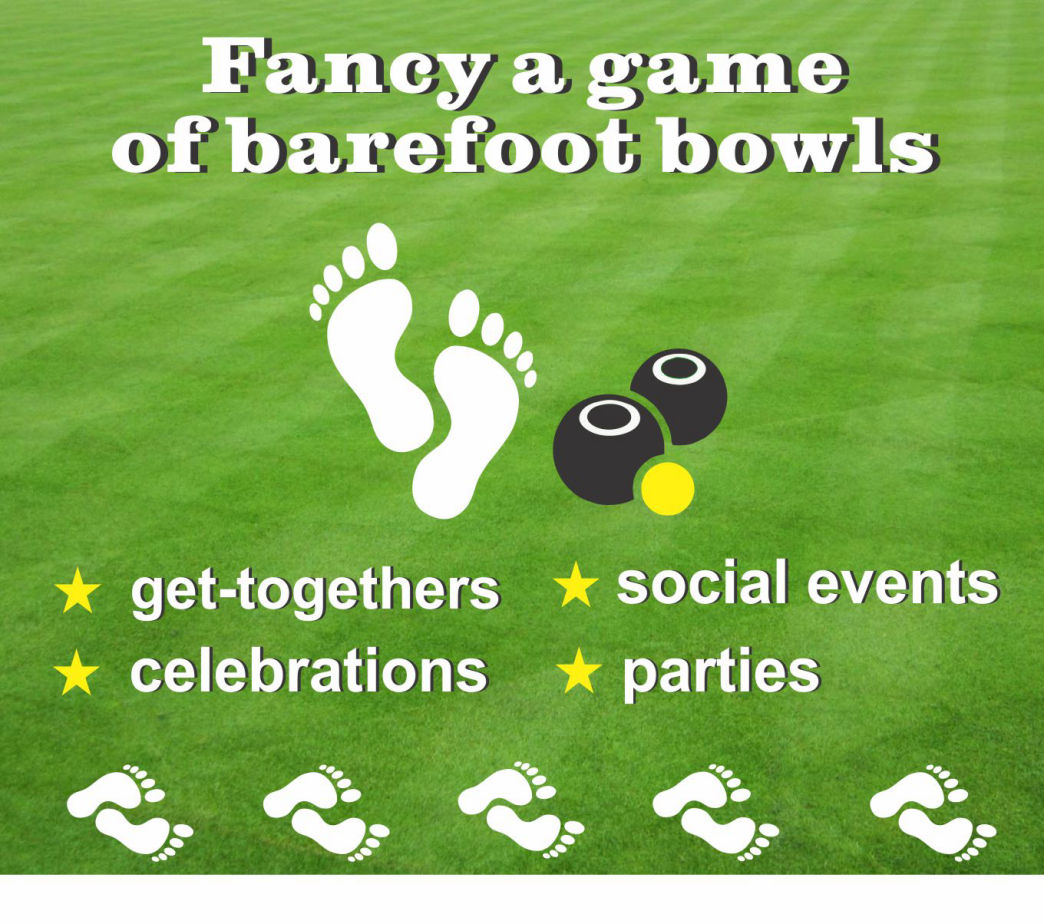 Fancy a game
of barefoot bowls
get-togethers
social events
celebrations
parties